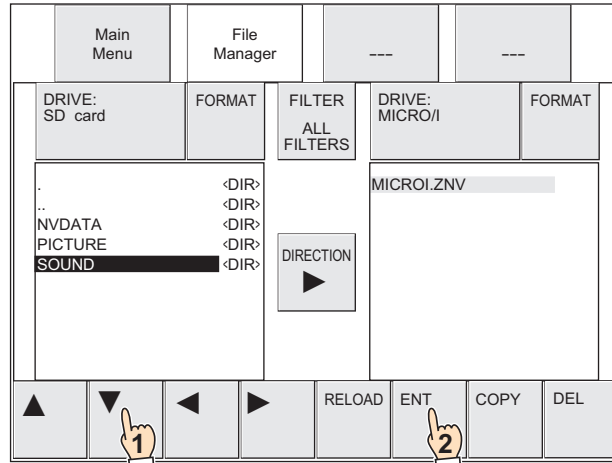 Main
Menu
File
Manager
---
---
DRIVE:
SD card
FORMAT
FILTER
ALL
FILTERS
DRIVE:
MICRO/I
FORMAT
. <DIR>
.. <DIR>
NVDATA <DIR>
PICTURE <DIR>
SOUND <DIR>
DIRECTION
▶
MICROI.ZNV
▲ ▼ ◀ ▶ RELOAD ENT COPY DEL
1 2